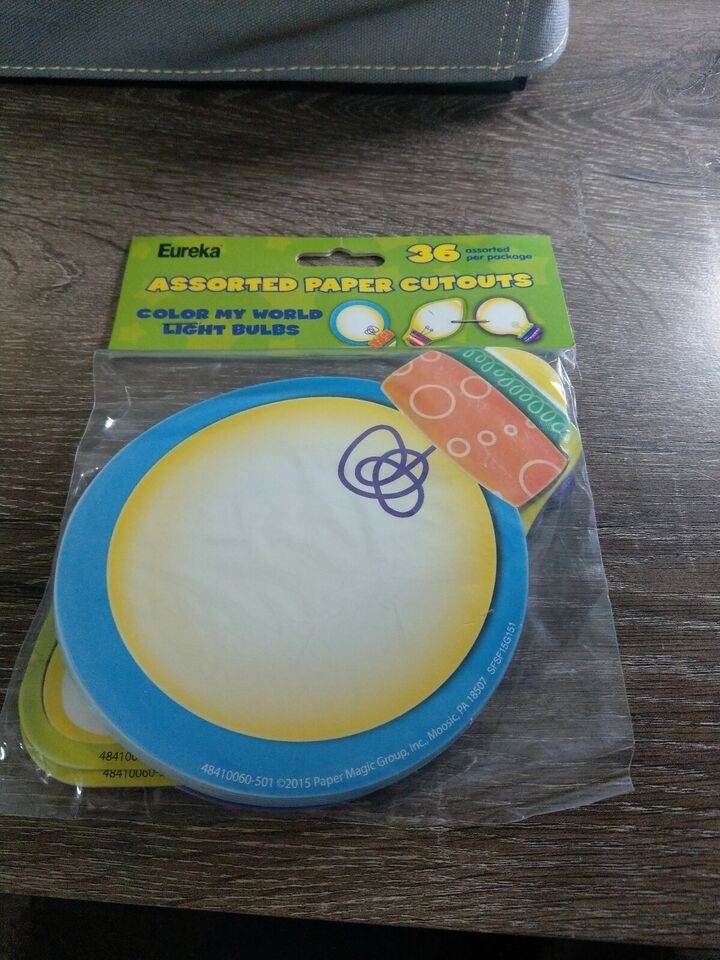 Eureka
36 assorted
per package
ASSORTED PAPER CUTOUTS
COLOR MY WORLD
LIGHT BULBS
48410060-501 ©2015 Paper Magic Group, Inc., Moosic, PA 18507 SFSF15G151